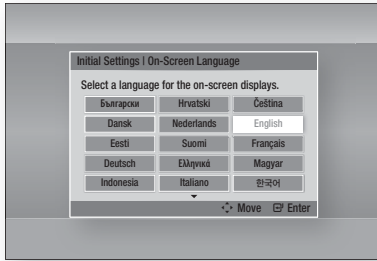 Initial Settings | On-Screen Language
Select a language for the on-screen displays.
Български Hrvatski Čeština
Dansk Nederlands English
Eesti Suomi Français
Deutsch Ελληνικά Magyar
Indonesia Italiano 한국어
Move Enter